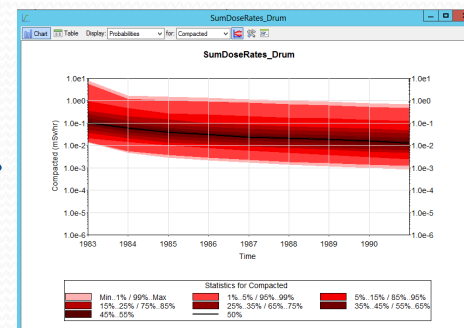 SumDoseRates_Drum
Chart Table Display: Probabilities for: Compacted
SumDoseRates_Drum
1.0e1 1.0e1
1.0e0 1.0e0
1.0e-1 1.0e-1
1.0e-2 1.0e-2
1.0e-3 1.0e-3
1.0e-4 1.0e-4
1.0e-5 1.0e-5
1.0e-6 1.0e-6
Compacted (mSv/hr)
1983 1984 1985 1986 1987 1988 1989 1990
Time
Statistics for Compacted
Min..1% / 99%..Max 1%..5% / 95%..99% 5%..15% / 85%..95%
15%..25% / 75%..85% 25%..35% / 65%..75% 35%..45% / 55%..65%
45%..55% 50%